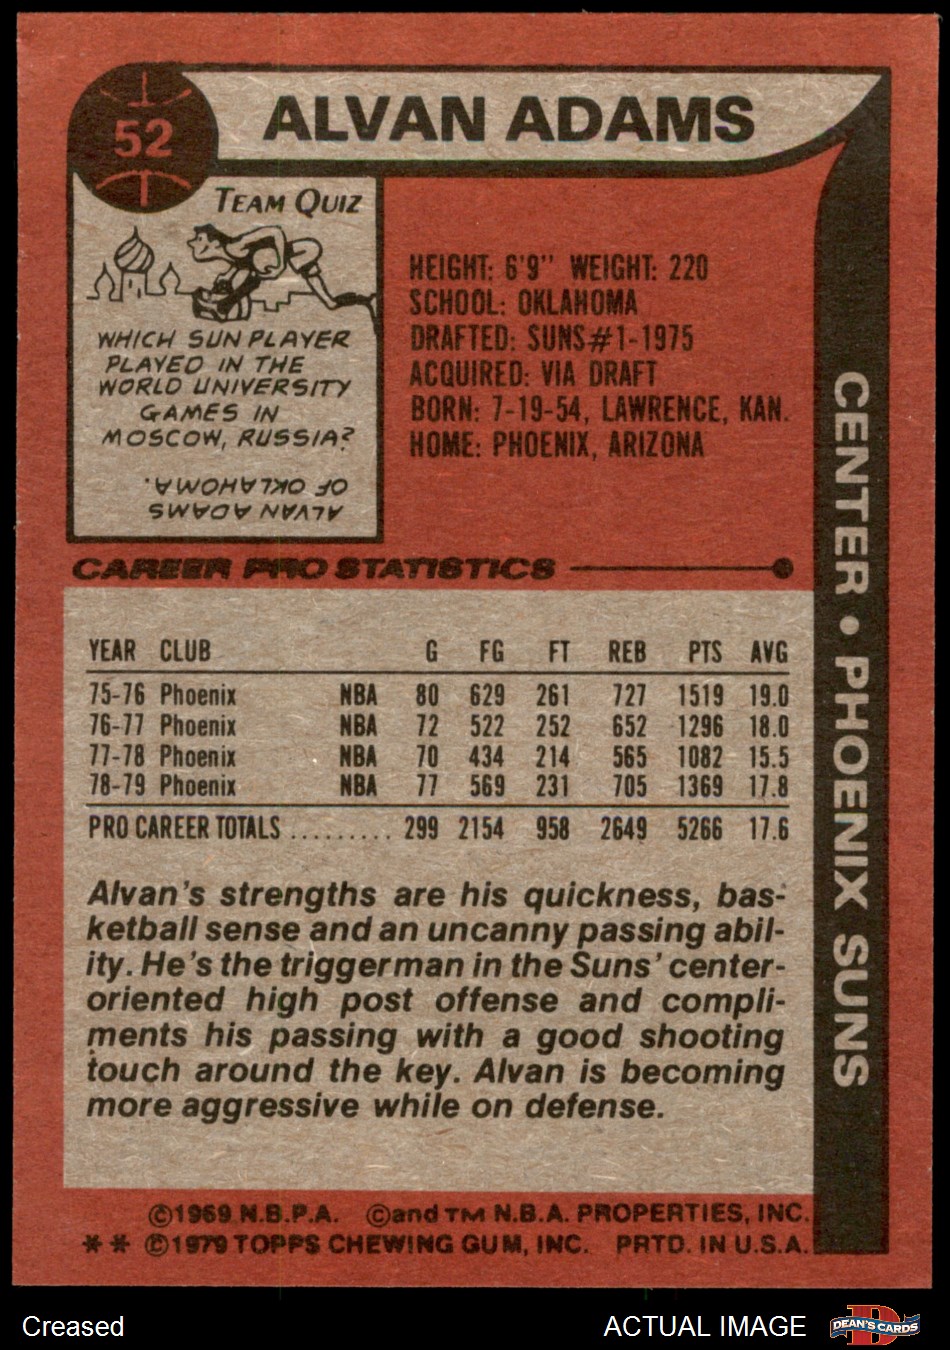 52
ALVAN ADAMS
TEAM QUIZ
WHICH SUN PLAYER
PLAYED IN THE
WORLD UNIVERSITY
GAMES IN
MOSCOW, RUSSIA?
ALVAN ADAMS
OF OKLAHOMA.
HEIGHT: 6'9" WEIGHT: 220
SCHOOL: OKLAHOMA
DRAFTED: SUNS#1-1975
ACQUIRED: VIA DRAFT
BORN: 7-19-54, LAWRENCE, KAN.
HOME: PHOENIX, ARIZONA
CENTER • PHOENIX SUNS
CAREER PRO STATISTICS
YEAR CLUB G FG FT REB PTS AVG
75-76 Phoenix NBA 80 629 261 727 1519 19.0
76-77 Phoenix NBA 72 522 252 652 1296 18.0
77-78 Phoenix NBA 70 434 214 565 1082 15.5
78-79 Phoenix NBA 77 569 231 705 1369 17.8
PRO CAREER TOTALS ......... 299 2154 958 2649 5266 17.6
Alvan's strengths are his quickness, bas-
ketball sense and an uncanny passing abil-
ity. He's the triggerman in the Suns' center-
oriented high post offense and compli-
ments his passing with a good shooting
touch around the key. Alvan is becoming
more aggressive while on defense.
©1969 N.B.P.A. ©and TM N.B.A. PROPERTIES, INC.
** ©1979 TOPPS CHEWING GUM, INC. PRTD. IN U.S.A.
Creased
ACTUAL IMAGE
DEAN'S CARDS